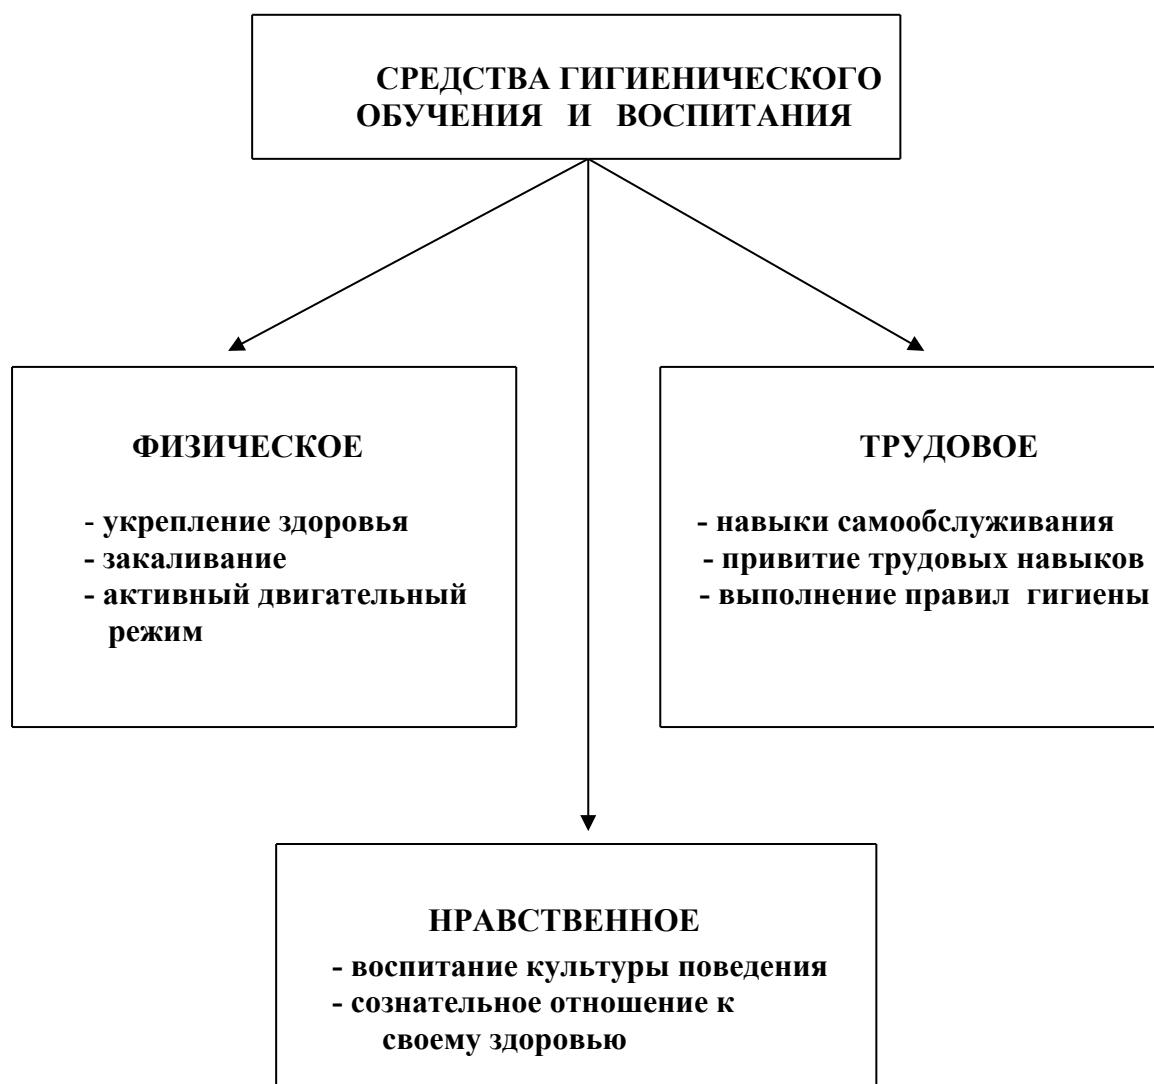 СРЕДСТВА ГИГИЕНИЧЕСКОГО
ОБУЧЕНИЯ И ВОСПИТАНИЯ
ФИЗИЧЕСКОЕ
- укрепление здоровья
- закаливание
- активный двигательный
режим
ТРУДОВОЕ
- навыки самообслуживания
- привитие трудовых навыков
- выполнение правил гигиены
НРАВСТВЕННОЕ
- воспитание культуры поведения
- сознательное отношение к
своему здоровью